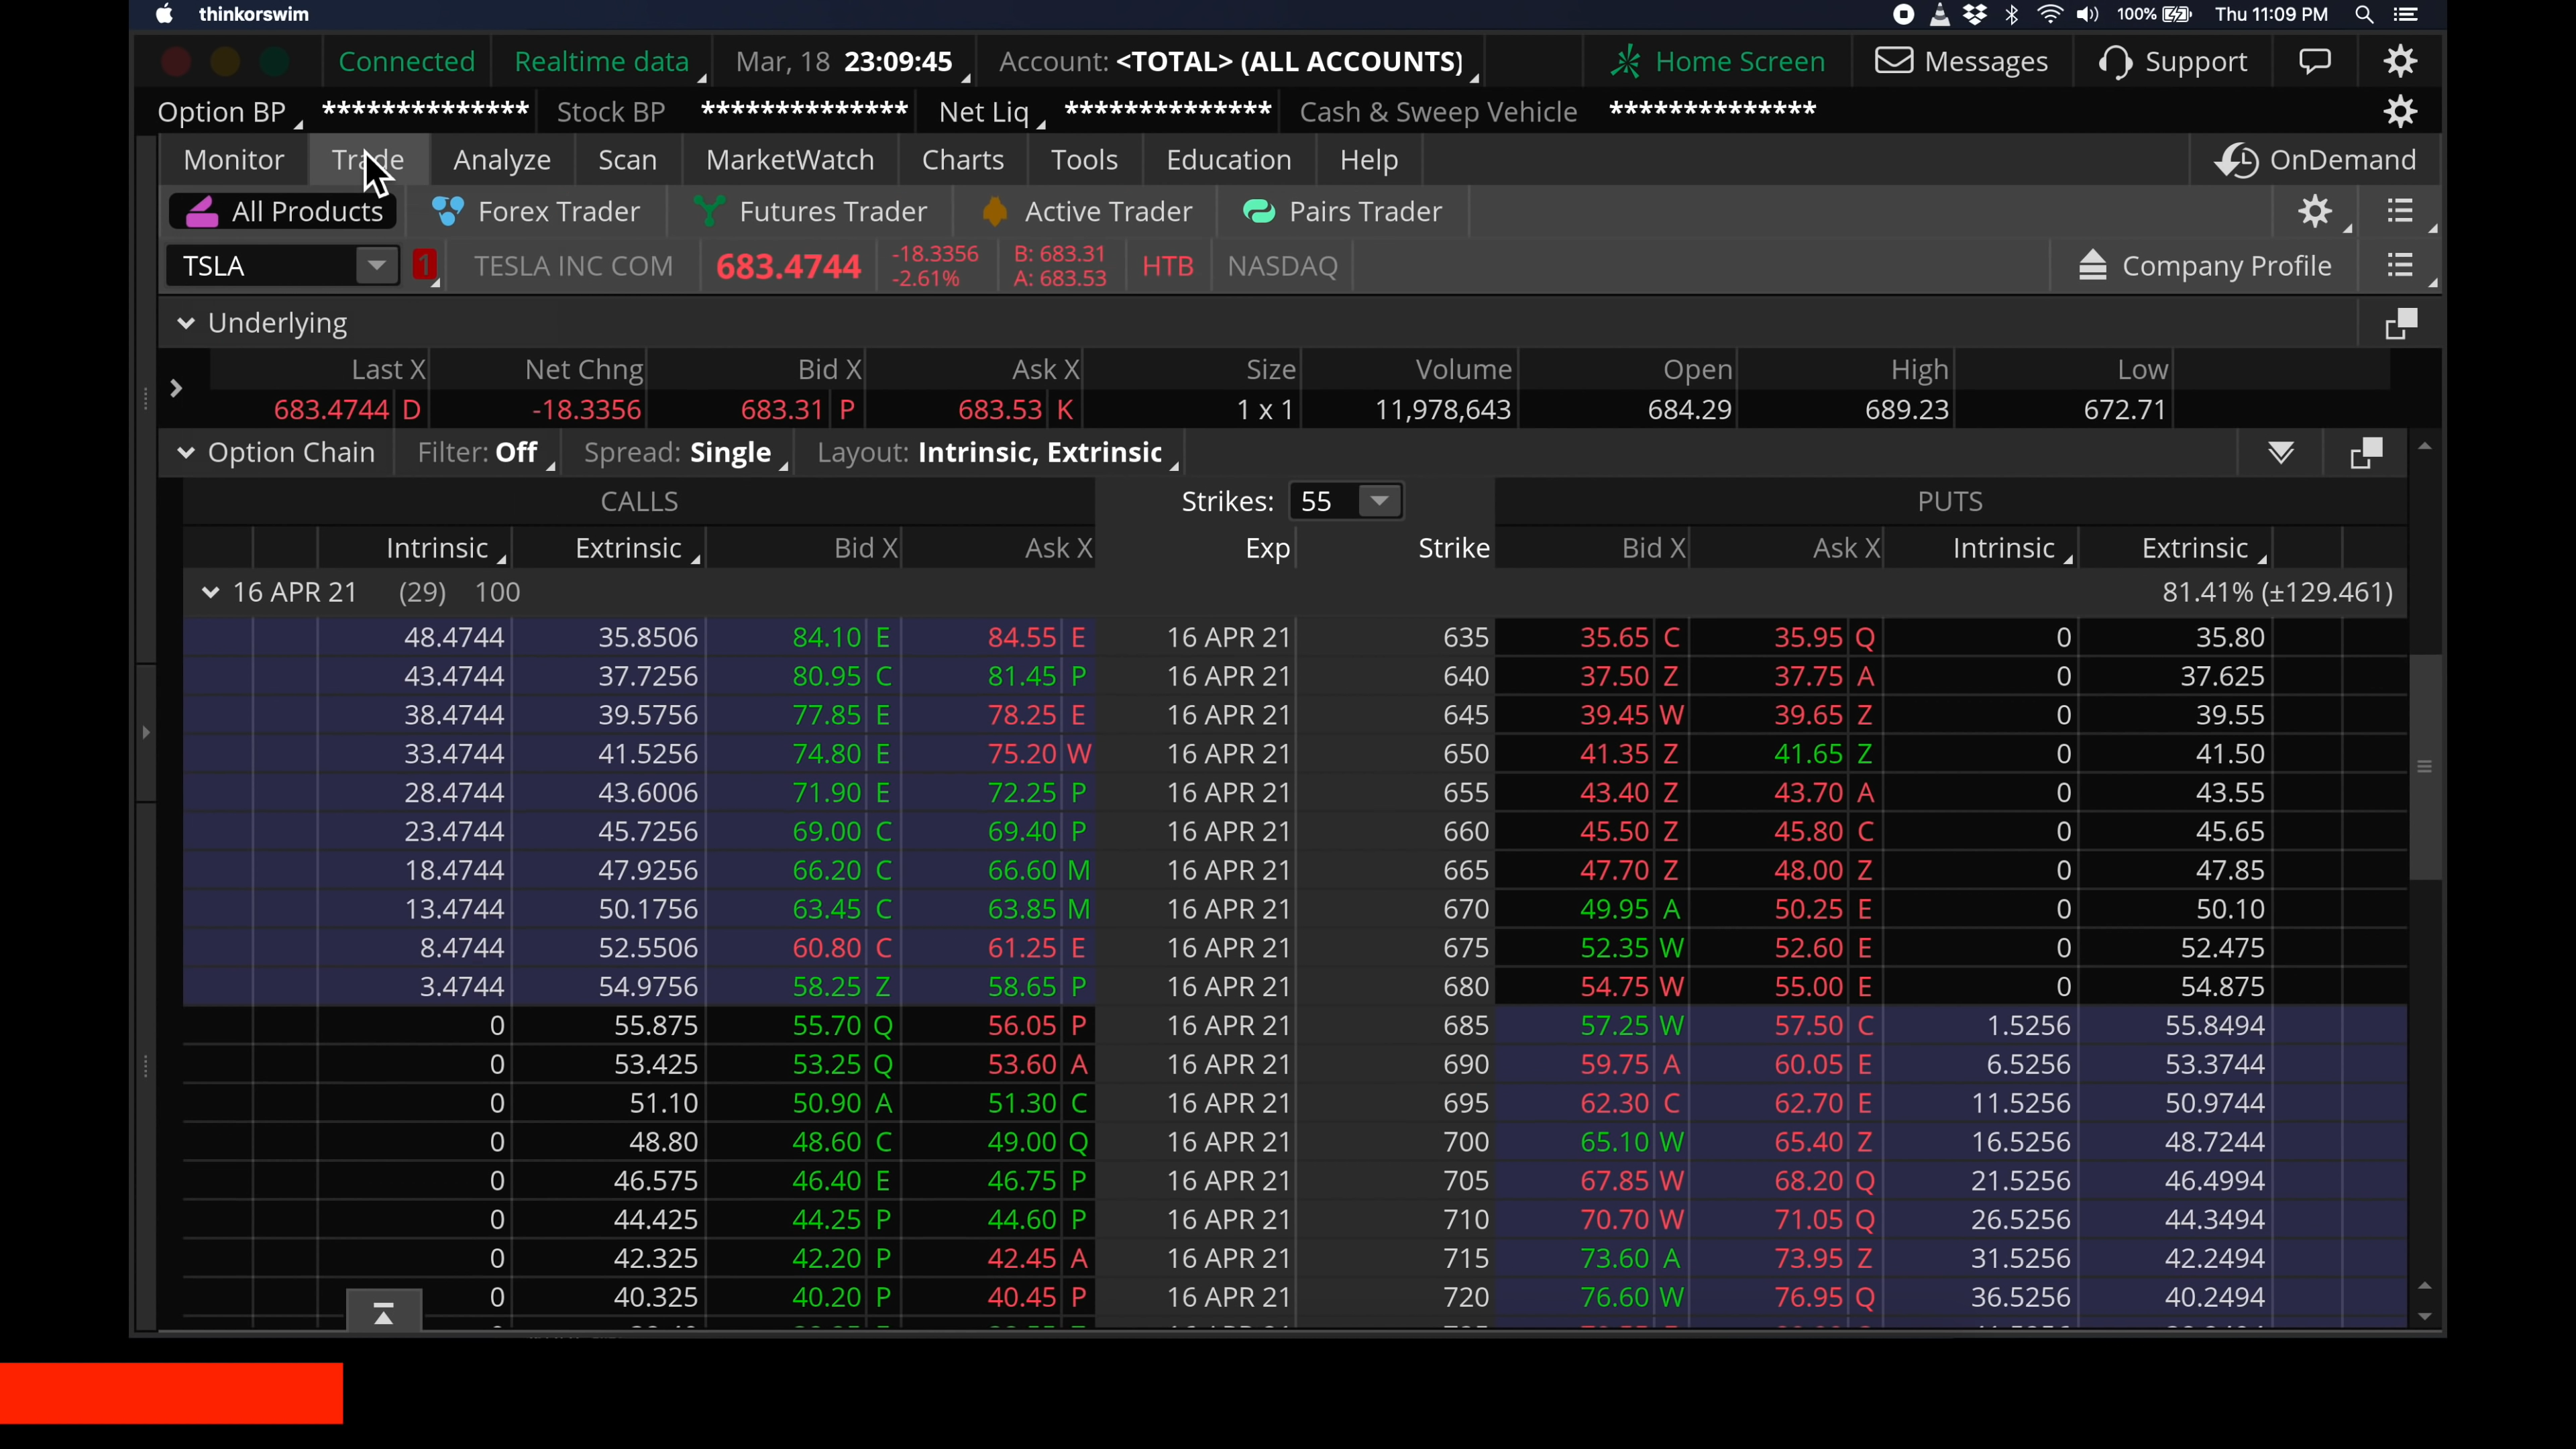 thinkorswim 100% Thu 11:09 PM
Connected Realtime data Mar, 18 23:09:45 Account: <TOTAL> (ALL ACCOUNTS) Home Screen Messages Support
Option BP ************** Stock BP ************** Net Liq ************** Cash & Sweep Vehicle **************
Monitor Trade Analyze Scan MarketWatch Charts Tools Education Help OnDemand
All Products Forex Trader Futures Trader Active Trader Pairs Trader
TSLA 1 TESLA INC COM 683.4744 -18.3356 -2.61% B: 683.31 A: 683.53 HTB NASDAQ Company Profile
Underlying
Last X Net Chng Bid X Ask X Size Volume Open High Low
683.4744 D -18.3356 683.31 P 683.53 K 1 x 1 11,978,643 684.29 689.23 672.71
Option Chain Filter: Off Spread: Single Layout: Intrinsic, Extrinsic
CALLS Strikes: 55 PUTS
Intrinsic Extrinsic Bid X Ask X Exp Strike Bid X Ask X Intrinsic Extrinsic
16 APR 21 (29) 100 81.41% (±129.461)
48.4744 35.8506 84.10 E 84.55 E 16 APR 21 635 35.65 C 35.95 Q 0 35.80
43.4744 37.7256 80.95 C 81.45 P 16 APR 21 640 37.50 Z 37.75 A 0 37.625
38.4744 39.5756 77.85 E 78.25 E 16 APR 21 645 39.45 W 39.65 Z 0 39.55
33.4744 41.5256 74.80 E 75.20 W 16 APR 21 650 41.35 Z 41.65 Z 0 41.50
28.4744 43.6006 71.90 E 72.25 P 16 APR 21 655 43.40 Z 43.70 A 0 43.55
23.4744 45.7256 69.00 C 69.40 P 16 APR 21 660 45.50 Z 45.80 C 0 45.65
18.4744 47.9256 66.20 C 66.60 M 16 APR 21 665 47.70 Z 48.00 Z 0 47.85
13.4744 50.1756 63.45 C 63.85 M 16 APR 21 670 49.95 A 50.25 E 0 50.10
8.4744 52.5506 60.80 C 61.25 E 16 APR 21 675 52.35 W 52.60 E 0 52.475
3.4744 54.9756 58.25 Z 58.65 P 16 APR 21 680 54.75 W 55.00 E 0 54.875
0 55.875 55.70 Q 56.05 P 16 APR 21 685 57.25 W 57.50 C 1.5256 55.8494
0 53.425 53.25 Q 53.60 A 16 APR 21 690 59.75 A 60.05 E 6.5256 53.3744
0 51.10 50.90 A 51.30 C 16 APR 21 695 62.30 C 62.70 E 11.5256 50.9744
0 48.80 48.60 C 49.00 Q 16 APR 21 700 65.10 W 65.40 Z 16.5256 48.7244
0 46.575 46.40 E 46.75 P 16 APR 21 705 67.85 W 68.20 Q 21.5256 46.4994
0 44.425 44.25 P 44.60 P 16 APR 21 710 70.70 W 71.05 Q 26.5256 44.3494
0 42.325 42.20 P 42.45 A 16 APR 21 715 73.60 A 73.95 Z 31.5256 42.2494
0 40.325 40.20 P 40.45 P 16 APR 21 720 76.60 W 76.95 Q 36.5256 40.2494